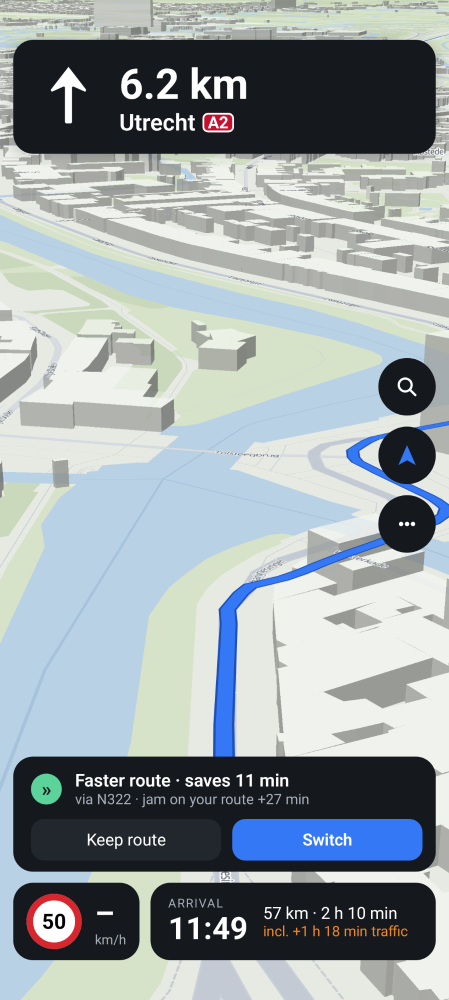 6.2 km
Utrecht A2
Faster route · saves 11 min
via N322 · jam on your route +27 min
Keep route
Switch
50
–
km/h
ARRIVAL
11:49
57 km · 2 h 10 min
incl. +1 h 18 min traffic